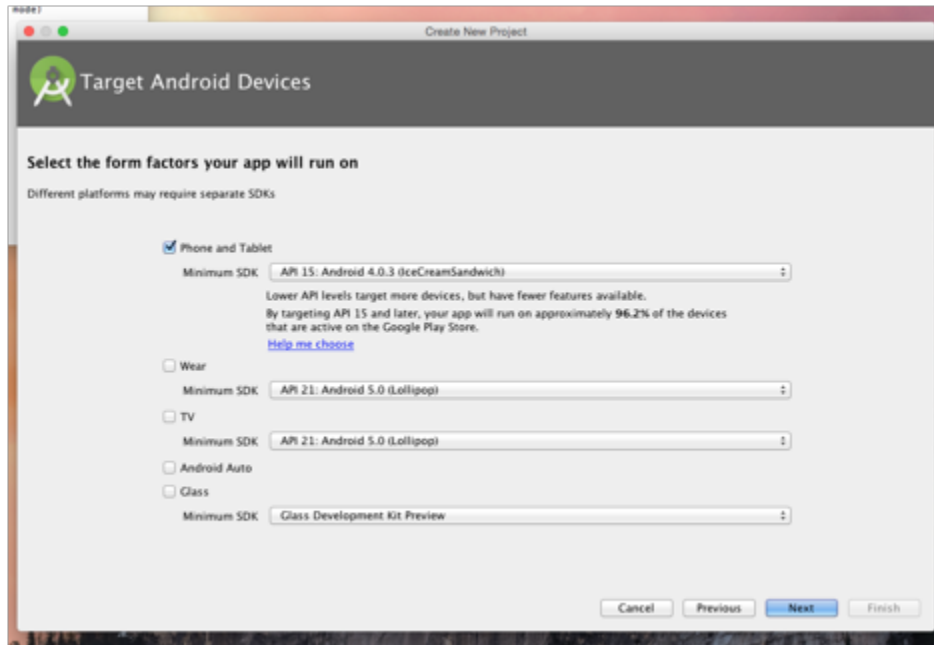 mode)
Create New Project
Target Android Devices
Select the form factors your app will run on
Different platforms may require separate SDKs
Phone and Tablet
Minimum SDK API 15: Android 4.0.3 (IceCreamSandwich)
Lower API levels target more devices, but have fewer features available.
By targeting API 15 and later, your app will run on approximately 96.2% of the devices
that are active on the Google Play Store.
Help me choose
Wear
Minimum SDK API 21: Android 5.0 (Lollipop)
TV
Minimum SDK API 21: Android 5.0 (Lollipop)
Android Auto
Glass
Minimum SDK Glass Development Kit Preview
Cancel Previous Next Finish